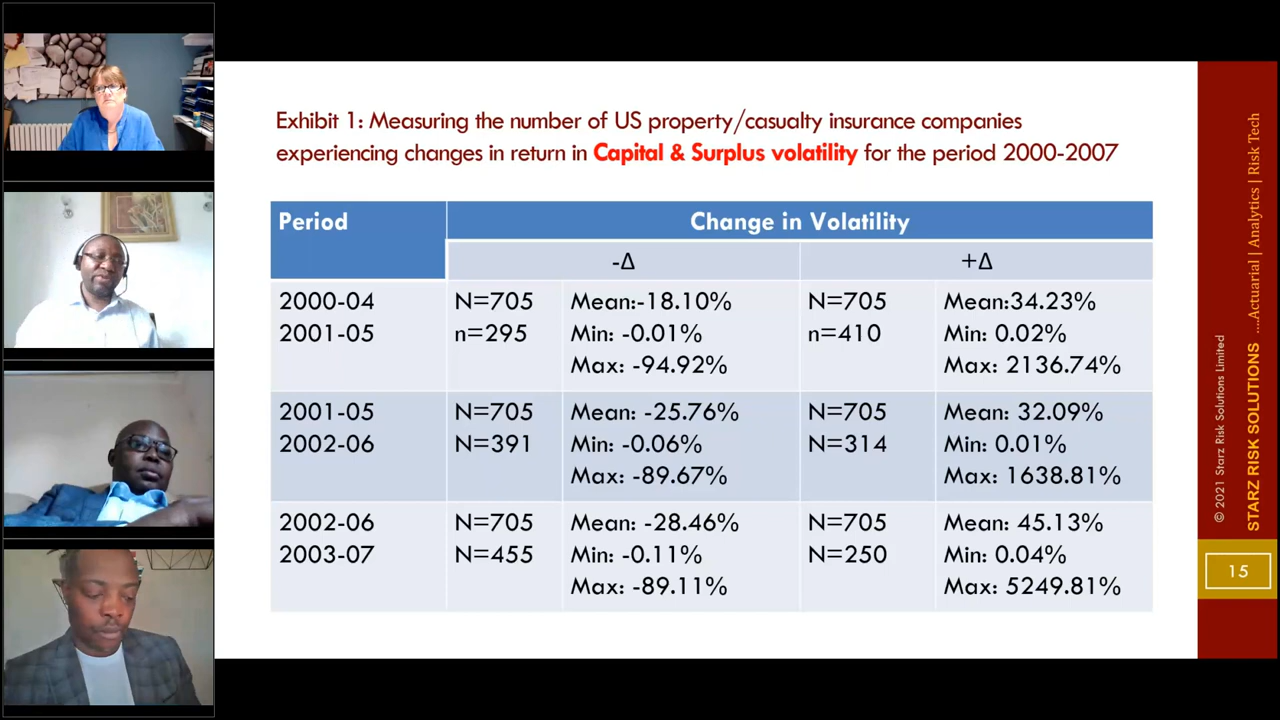 Exhibit 1: Measuring the number of US property/casualty insurance companies
experiencing changes in return in Capital & Surplus volatility for the period 2000-2007
Period
Change in Volatility
-Δ
+Δ
2000-04
2001-05
N=705
n=295
Mean:-18.10%
Min: -0.01%
Max: -94.92%
N=705
n=410
Mean:34.23%
Min: 0.02%
Max: 2136.74%
2001-05
2002-06
N=705
N=391
Mean: -25.76%
Min: -0.06%
Max: -89.67%
N=705
N=314
Mean: 32.09%
Min: 0.01%
Max: 1638.81%
2002-06
2003-07
N=705
N=455
Mean: -28.46%
Min: -0.11%
Max: -89.11%
N=705
N=250
Mean: 45.13%
Min: 0.04%
Max: 5249.81%
© 2021 Starz Risk Solutions Limited
STARZ RISK SOLUTIONS ....Actuarial | Analytics | Risk Tech
15